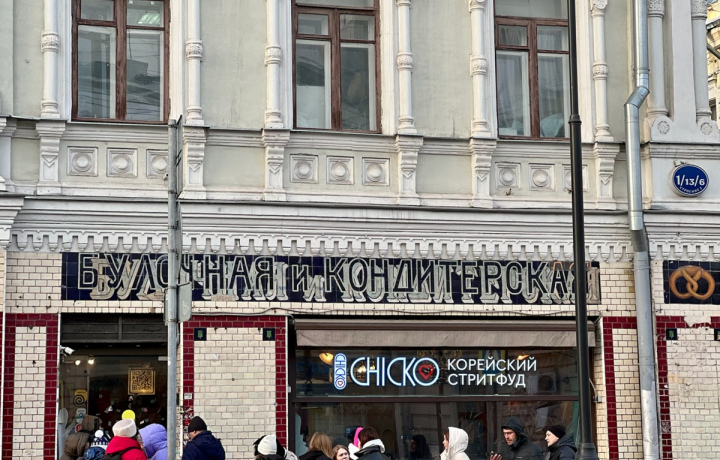 1/13/6
БУЛОЧНАЯ И КОНДИТЕРСКАЯ
CHICKO
КОРЕЙСКИЙ
СТРИТФУД